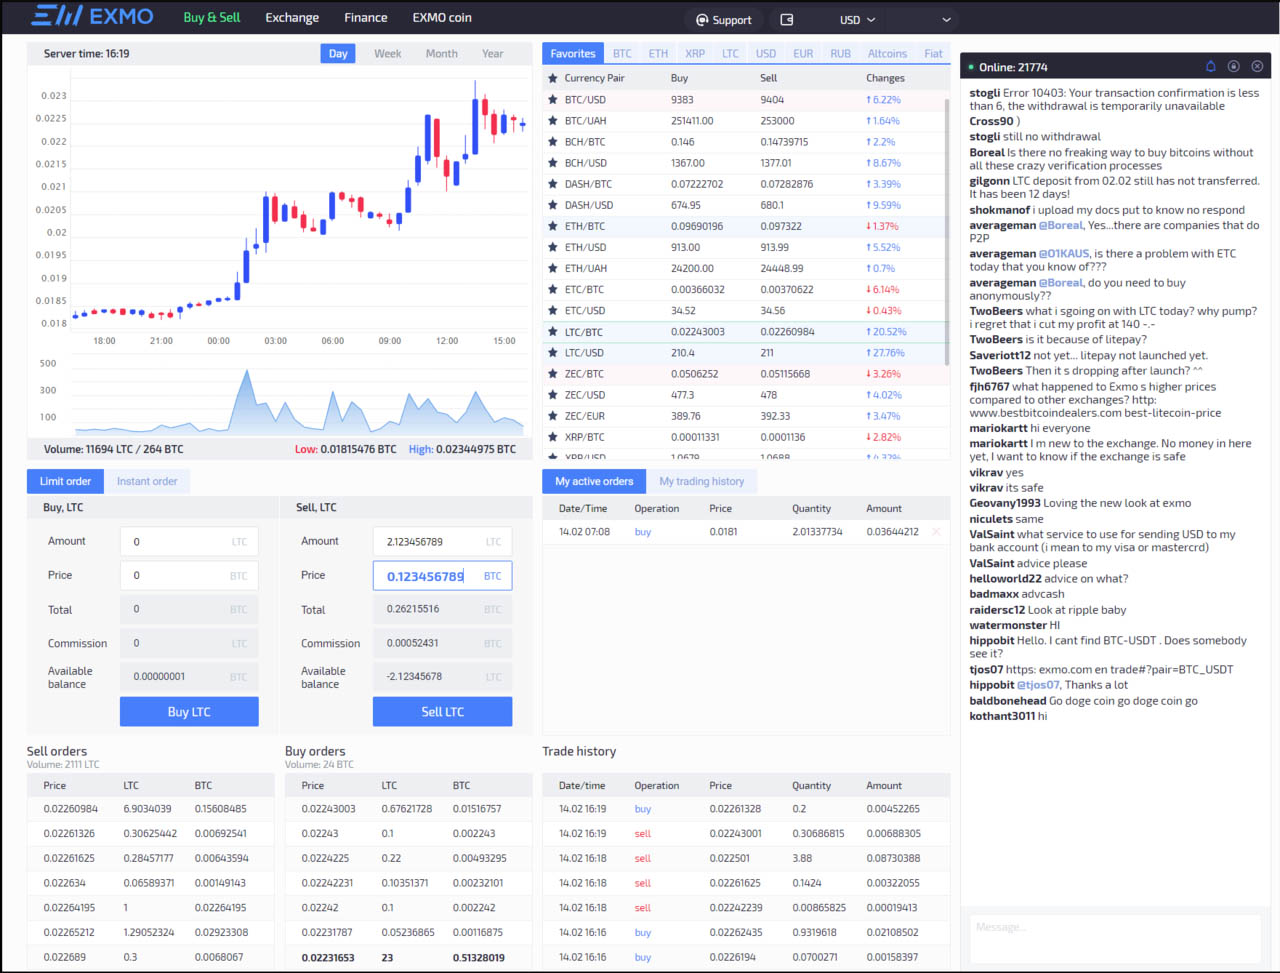 EXMO
Buy & Sell Exchange Finance EXMO coin Support USD
Server time: 16:19 Day Week Month Year
0.023
0.0225
0.022
0.0215
0.021
0.0205
0.02
0.0195
0.019
0.0185
0.018
18:00 21:00 00:00 03:00 06:00 09:00 12:00 15:00
500
300
100
Volume: 11694 LTC / 264 BTC Low: 0.01815476 BTC High: 0.02344975 BTC
Favorites BTC ETH XRP LTC USD EUR RUB Altcoins Fiat
Currency Pair Buy Sell Changes
BTC/USD 9383 9404 ↑6.22%
BTC/UAH 251411.00 253000 ↑1.64%
BCH/BTC 0.146 0.14739715 ↑2.2%
BCH/USD 1367.00 1377.01 ↑8.67%
DASH/BTC 0.07222702 0.07282876 ↑3.39%
DASH/USD 674.95 680.1 ↑9.59%
ETH/BTC 0.09690196 0.097322 ↓1.37%
ETH/USD 913.00 913.99 ↑5.52%
ETH/UAH 24200.00 24448.99 ↑0.7%
ETC/BTC 0.00366032 0.00370622 ↓6.14%
ETC/USD 34.52 34.56 ↓0.43%
LTC/BTC 0.02243003 0.02260984 ↑20.52%
LTC/USD 210.4 211 ↑27.76%
ZEC/BTC 0.0506252 0.05115668 ↓3.26%
ZEC/USD 477.3 478 ↑4.02%
ZEC/EUR 389.76 392.33 ↑3.47%
XRP/BTC 0.00011331 0.0001136 ↓2.82%
XRP/USD 1.0679 1.0688 ↑4.32%
Limit order Instant order
Buy, LTC
Amount 0 LTC
Price 0 BTC
Total 0 BTC
Commission 0 LTC
Available
balance
0.00000001 BTC
Buy LTC
Sell, LTC
Amount 2.123456789 LTC
Price 0.123456789 BTC
Total 0.26215516 BTC
Commission 0.00052431 BTC
Available
balance
-2.12345678 LTC
Sell LTC
My active orders My trading history
Date/Time Operation Price Quantity Amount
14.02 07:08 buy 0.0181 2.01337734 0.03644212
Sell orders
Volume: 2111 LTC
Price LTC BTC
0.02260984 6.9034039 0.15608485
0.02261326 0.30625442 0.00692541
0.02261625 0.28457177 0.00643594
0.022634 0.06589371 0.00149143
0.02264195 1 0.02264195
0.02265212 1.29052324 0.02923308
0.022689 0.3 0.0068067
Buy orders
Volume: 24 BTC
Price LTC BTC
0.02243003 0.67621728 0.01516757
0.02243 0.1 0.002243
0.0224225 0.22 0.00493295
0.02242231 0.10351371 0.00232101
0.02242 0.1 0.002242
0.02231787 0.05236865 0.00116875
0.02231653 23 0.51328019
Trade history
Date/time Operation Price Quantity Amount
14.02 16:19 buy 0.02261328 0.2 0.00452265
14.02 16:19 sell 0.02243001 0.30686815 0.00688305
14.02 16:18 sell 0.022501 3.88 0.08730388
14.02 16:18 sell 0.02261625 0.1424 0.00322055
14.02 16:18 sell 0.02242239 0.00865825 0.00019413
14.02 16:16 buy 0.02262435 0.9319618 0.02108502
14.02 16:16 buy 0.0226194 0.0700271 0.00158397
Online: 21774
stogli Error 10403: Your transaction confirmation is less
than 6, the withdrawal is temporarily unavailable
Cross90 )
stogli still no withdrawal
Boreal Is there no freaking way to buy bitcoins without
all these crazy verification processes
gilgonn LTC deposit from 02.02 still has not transferred.
It has been 12 days!
shokmanof i upload my docs put to know no respond
averageman @Boreal, Yes...there are companies that do
P2P
averageman @O1KAUS, is there a problem with ETC
today that you know of???
averageman @Boreal, do you need to buy
anonymously??
TwoBeers what i sgoing on with LTC today? why pump?
i regret that i cut my profit at 140 -.-
TwoBeers is it because of litepay?
Saveriott12 not yet... litepay not launched yet.
TwoBeers Then it s dropping after launch? ^^
fjh6767 what happened to Exmo s higher prices
compared to other exchanges? http:
www.bestbitcoindealers.com best-litecoin-price
mariokartt hi everyone
mariokartt I m new to the exchange. No money in here
yet, I want to know if the exchange is safe
vikrav yes
vikrav its safe
Geovany1993 Loving the new look at exmo
niculets same
ValSaint what service to use for sending USD to my
bank account (i mean to my visa or mastercrd)
ValSaint advice please
helloworld22 advice on what?
badmaxx advcash
raidersc12 Look at ripple baby
watermonster HI
hippobit Hello. I cant find BTC-USDT . Does somebody
see it?
tjos07 https: exmo.com en trade#?pair=BTC_USDT
hippobit @tjos07, Thanks a lot
baldbonehead Go doge coin go doge coin go
kothant3011 hi
Message...